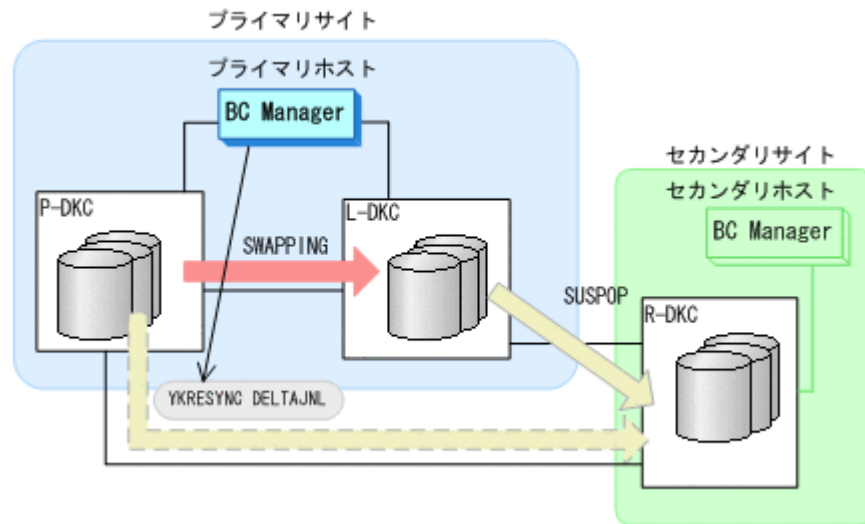 プライマリサイト
プライマリホスト
BC Manager
セカンダリサイト
セカンダリホスト
BC Manager
P-DKC
L-DKC
SWAPPING
SUSPOP
R-DKC
YKRESYNC DELTAJNL